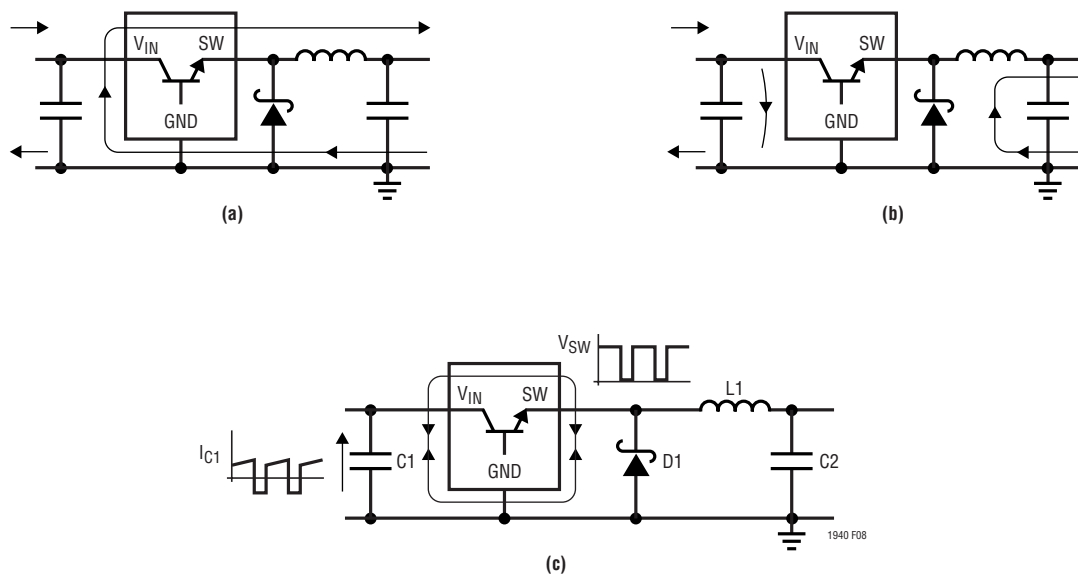 VIN SW
GND
(a)
VIN SW
GND
(b)
VSW
L1
IC1
C1
VIN SW
GND
D1
C2
1940 F08
(c)